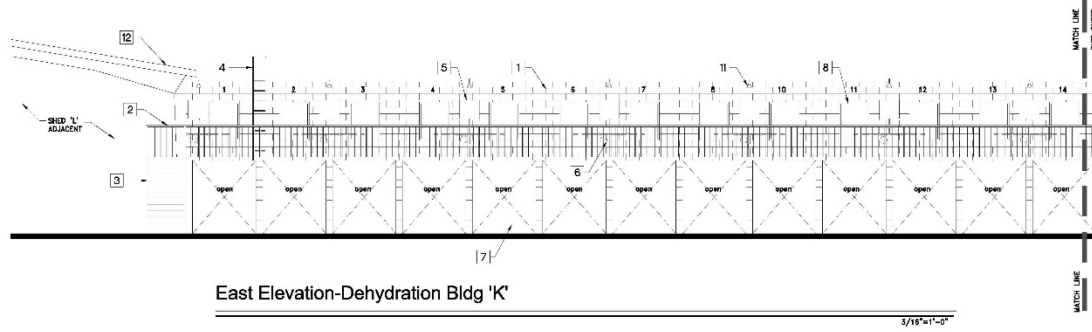 MATCH LINE
12
4
5
1
11
8
1 2 3 4 5 6 7 8 10 11 12 13 14
2
SHED 'L'
ADJACENT
3
6
open open open open open open open open open open open open open
7
East Elevation-Dehydration Bldg 'K'
3/16"=1'-0"
MATCH LINE